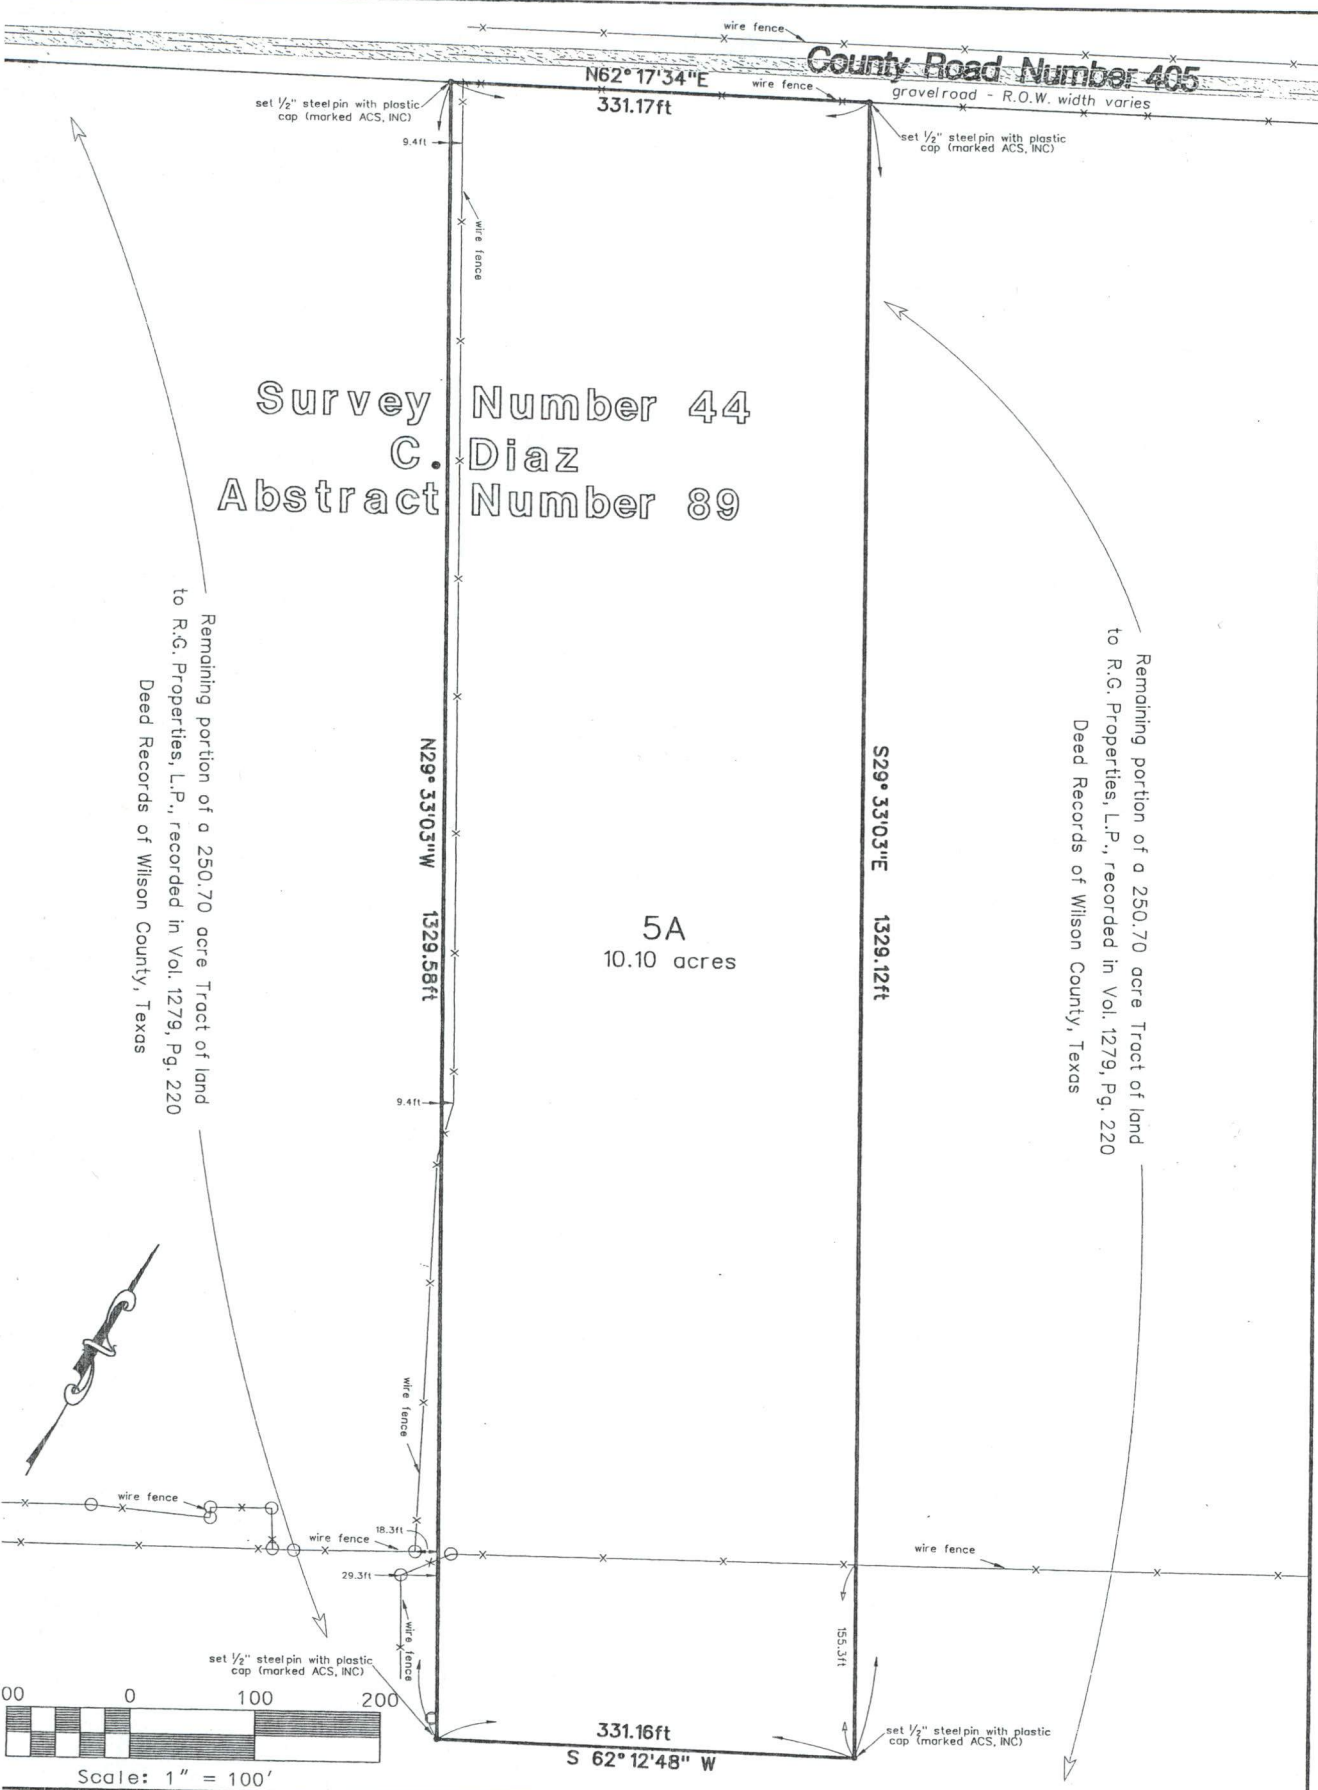 wire fence
County Road Number 405
gravel road - R.O.W. width varies
N62° 17'34"E
331.17ft
wire fence
set 1/2" steel pin with plastic
cap (marked ACS, INC)
set 1/2" steel pin with plastic
cap (marked ACS, INC)
9.4ft
wire fence
Survey Number 44
C. Diaz
Abstract Number 89
Remaining portion of a 250.70 acre Tract of land
to R.G. Properties, L.P., recorded in Vol. 1279, Pg. 220
Deed Records of Wilson County, Texas
N29° 33'03"W 1329.58ft
5A
10.10 acres
S29° 33'03"E 1329.12ft
Remaining portion of a 250.70 acre Tract of land
to R.G. Properties, L.P., recorded in Vol. 1279, Pg. 220
Deed Records of Wilson County, Texas
9.4ft
wire fence
wire fence
wire fence
18.3ft
wire fence
29.3ft
wire fence
155.3ft
set 1/2" steel pin with plastic
cap (marked ACS, INC)
set 1/2" steel pin with plastic
cap (marked ACS, INC)
331.16ft
S 62° 12'48" W
00 0 100 200
Scale: 1" = 100'